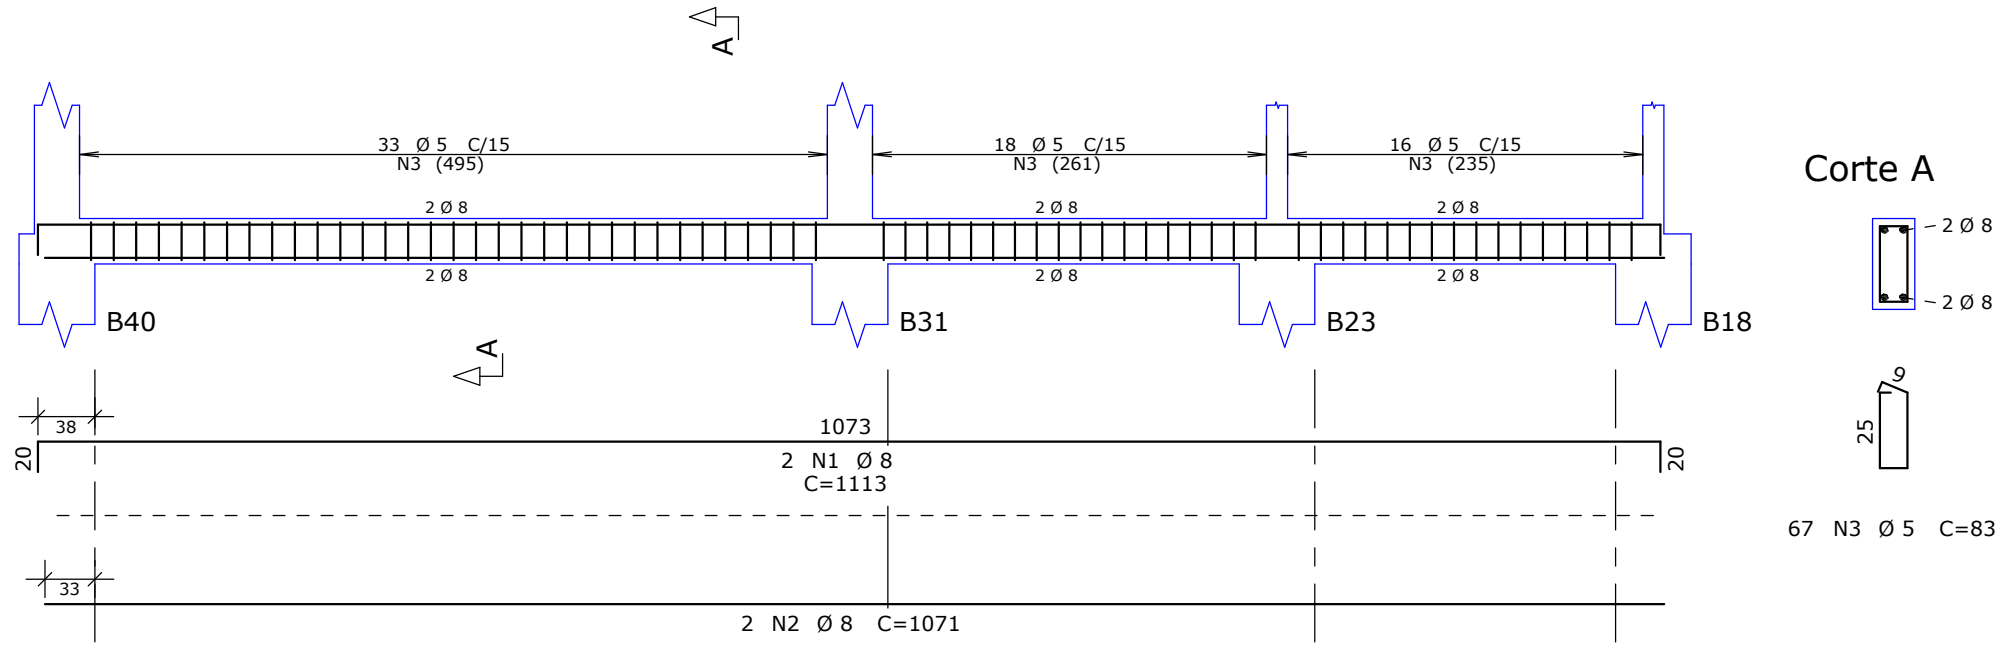 A
33 Ø 5 C/15
N3 (495)
18 Ø 5 C/15
N3 (261)
16 Ø 5 C/15
N3 (235)
Corte A
2 Ø 8
2 Ø 8
2 Ø 8
2 Ø 8
2 Ø 8
2 Ø 8
2 Ø 8
2 Ø 8
B40
B31
B23
B18
A
9
25
38
1073
20
20
2 N1 Ø 8
C=1113
67 N3 Ø 5 C=83
33
2 N2 Ø 8 C=1071